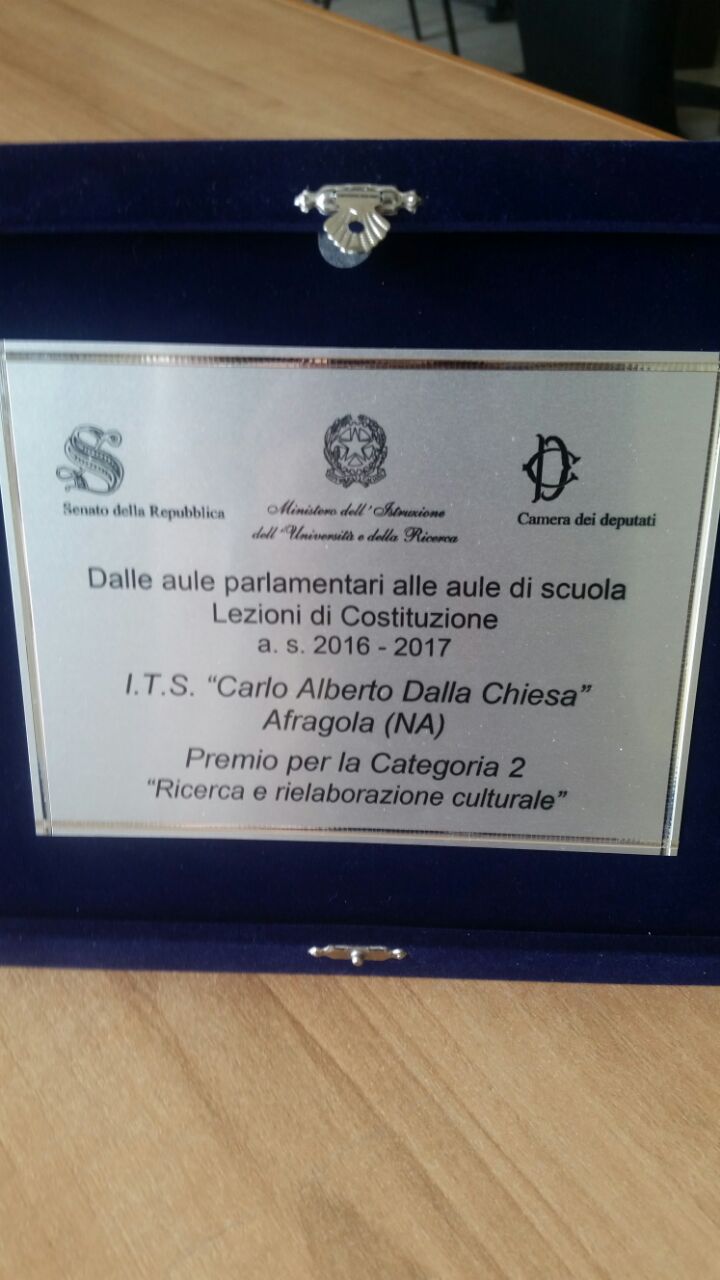 Senato della Repubblica
Ministero dell'Istruzione
dell'Università e della Ricerca
Camera dei deputati
Dalle aule parlamentari alle aule di scuola
Lezioni di Costituzione
a. s. 2016 - 2017
I.T.S. “Carlo Alberto Dalla Chiesa”
Afragola (NA)
Premio per la Categoria 2
“Ricerca e rielaborazione culturale”